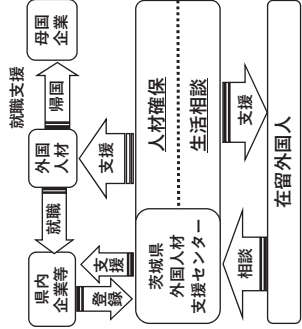 就職支援
母国
企業
帰国
外国
人材
就職
県内
企業等
支援
登録
支援
人材確保
生活相談
茨城県
外国人材
支援センター
支援
相談
在留外国人